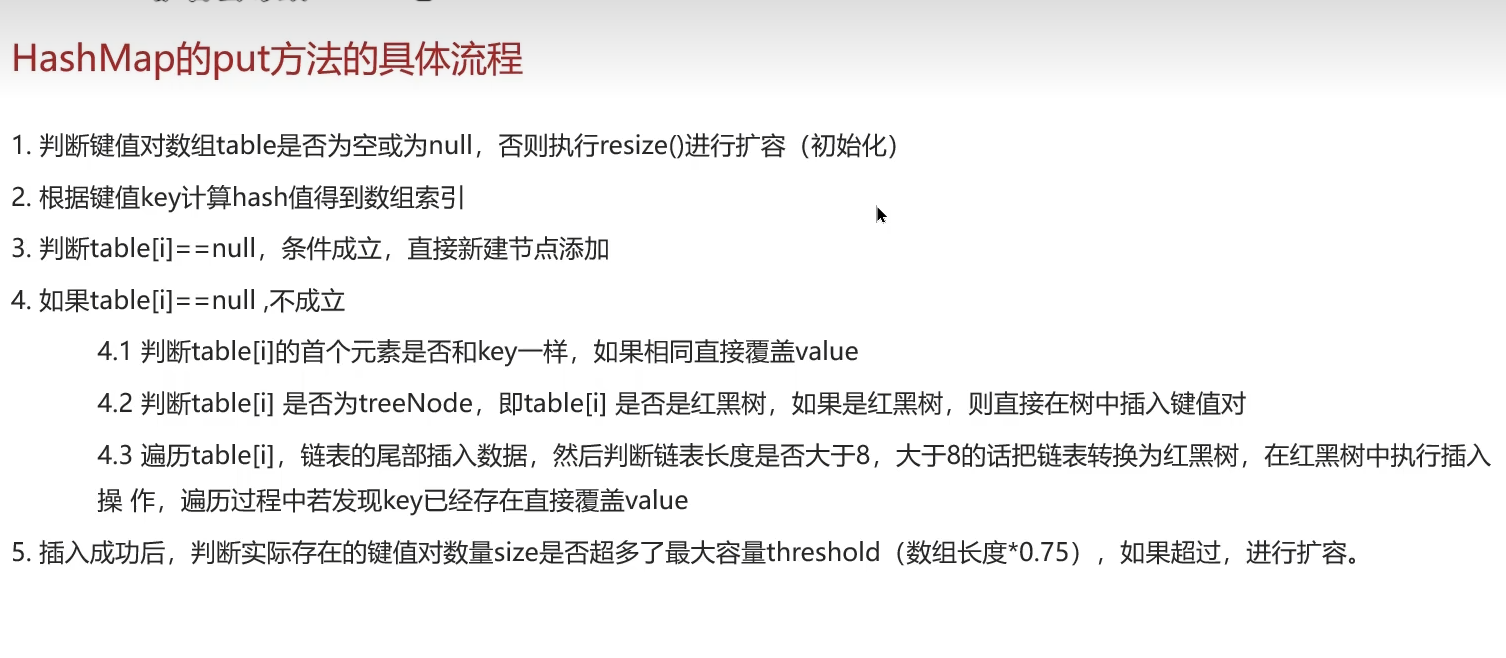 HashMap的put方法的具体流程
1. 判断键值对数组table是否为空或为null，否则执行resize()进行扩容（初始化）
2. 根据键值key计算hash值得到数组索引
3. 判断table[i]==null，条件成立，直接新建节点添加
4. 如果table[i]==null ,不成立
4.1 判断table[i]的首个元素是否和key一样，如果相同直接覆盖value
4.2 判断table[i] 是否为treeNode，即table[i] 是否是红黑树，如果是红黑树，则直接在树中插入键值对
4.3 遍历table[i]，链表的尾部插入数据，然后判断链表长度是否大于8，大于8的话把链表转换为红黑树，在红黑树中执行插入
操 作，遍历过程中若发现key已经存在直接覆盖value
5. 插入成功后，判断实际存在的键值对数量size是否超多了最大容量threshold（数组长度*0.75），如果超过，进行扩容。